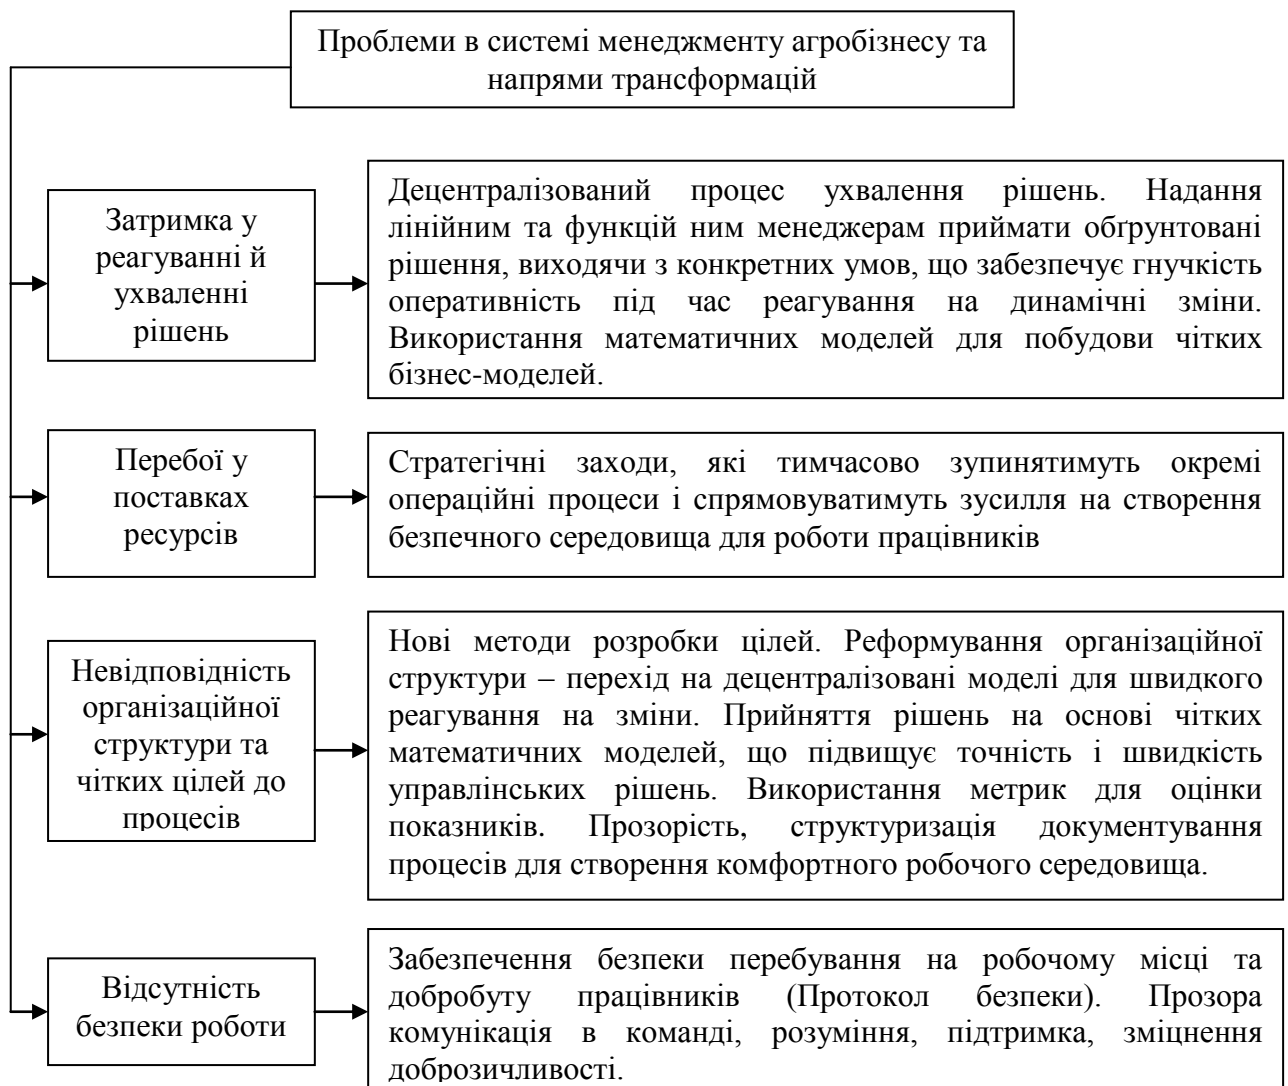 Проблеми в системі менеджменту агробізнесу та
напрями трансформацій
Затримка у
реагуванні й
ухваленні
рішень
Децентралізований процес ухвалення рішень. Надання
лінійним та функцій ним менеджерам приймати обґрунтовані
рішення, виходячи з конкретних умов, що забезпечує гнучкість
оперативність під час реагування на динамічні зміни.
Використання математичних моделей для побудови чітких
бізнес-моделей.
Перебої у
поставках
ресурсів
Стратегічні заходи, які тимчасово зупинятимуть окремі
операційні процеси і спрямовуватимуть зусилля на створення
безпечного середовища для роботи працівників
Невідповідність
організаційної
структури та
чітких цілей до
процесів
Нові методи розробки цілей. Реформування організаційної
структури – перехід на децентралізовані моделі для швидкого
реагування на зміни. Прийняття рішень на основі чітких
математичних моделей, що підвищує точність і швидкість
управлінських рішень. Використання метрик для оцінки
показників. Прозорість, структуризація документування
процесів для створення комфортного робочого середовища.
Відсутність
безпеки роботи
Забезпечення безпеки перебування на робочому місці та
добробуту працівників (Протокол безпеки). Прозора
комунікація в команді, розуміння, підтримка, зміцнення
доброзичливості.